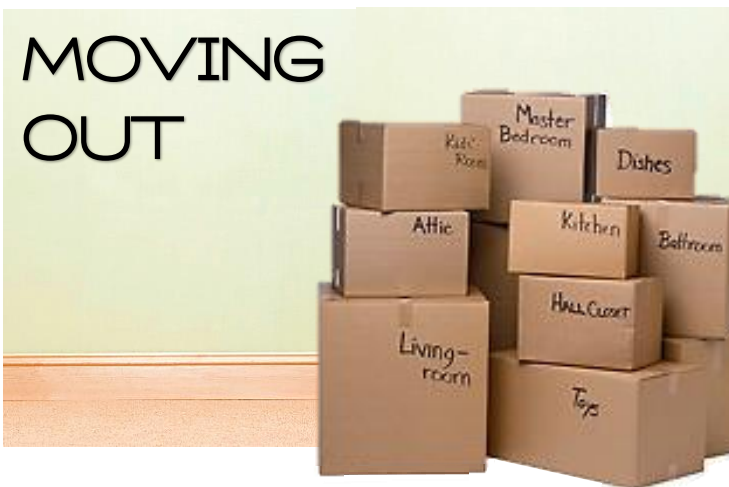 MOVING
OUT
Master
Bedroom
Kids'
Room
Dishes
Attic
Kitchen
Bathroom
HALL CLOSET
Living-
room
Toys